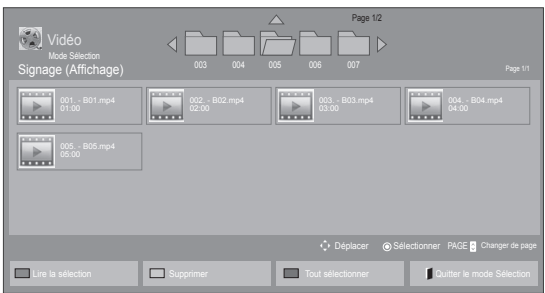 Page 1/2
Vidéo
Mode Sélection
Signage (Affichage)
003 004 005 006 007
Page 1/1
001. - B01.mp4 002. - B02.mp4 003. - B03.mp4 004. - B04.mp4
01:00 02:00 03:00 04:00
005. - B05.mp4
05:00
Déplacer Sélectionner PAGE Changer de page
Lire la sélection Supprimer Tout sélectionner Quitter le mode Sélection